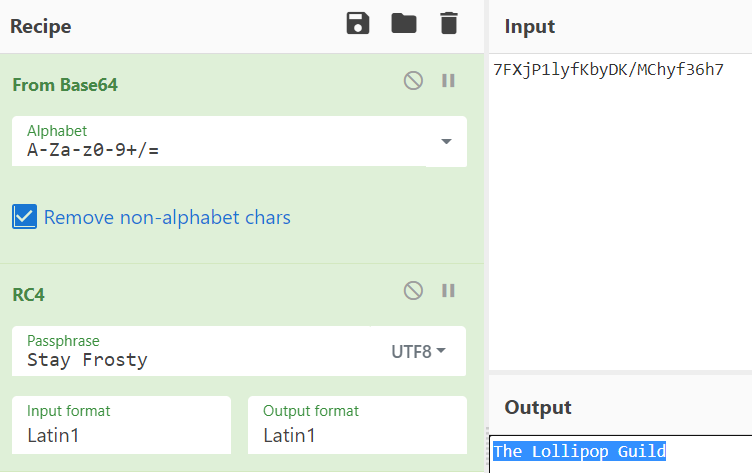 Recipe
From Base64
Alphabet
A-Za-z0-9+/=
Remove non-alphabet chars
RC4
Passphrase
Stay Frosty
UTF8
Input format
Latin1
Output format
Latin1
Input
7FXjP1lyfKbyDK/MChyf36h7
Output
The Lollipop Guild